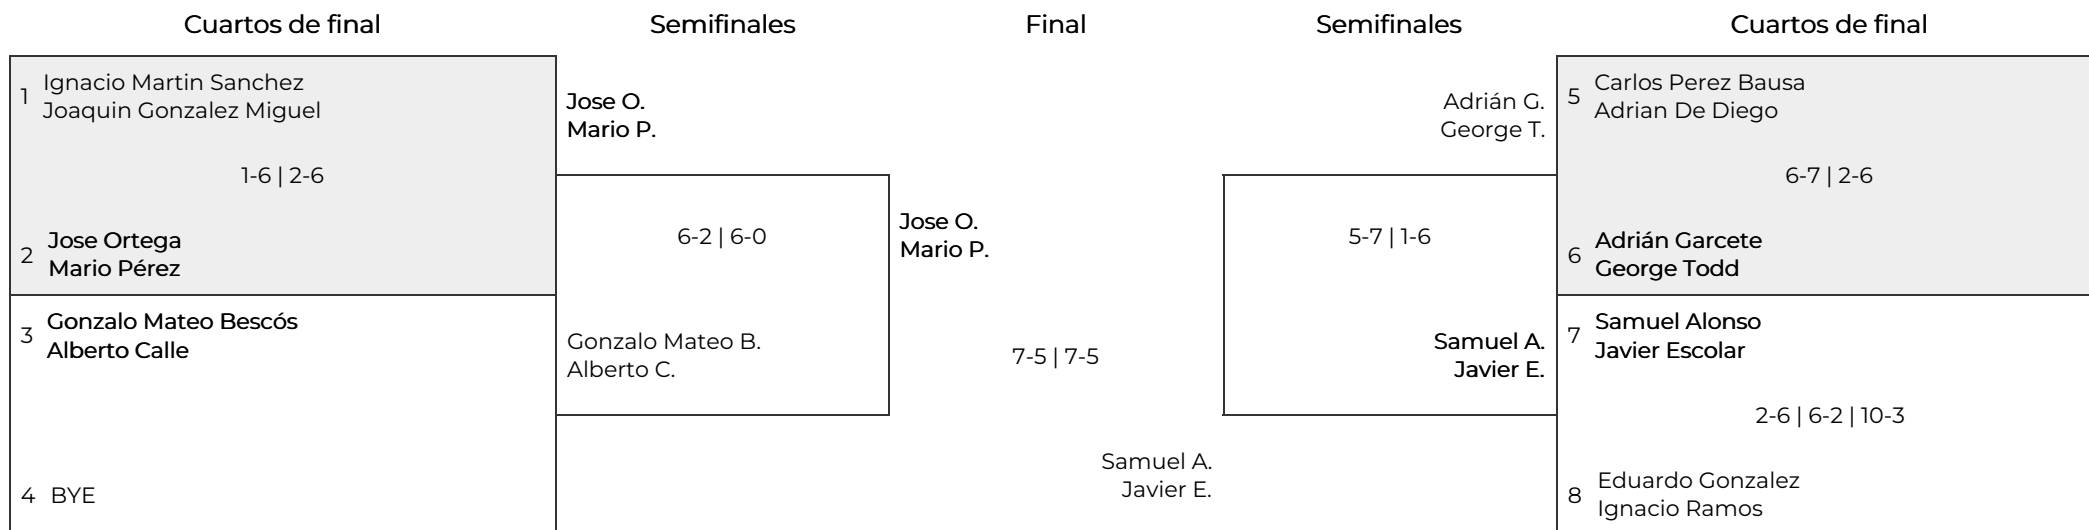 Cuartos de final
Semifinales
Final
Semifinales
Cuartos de final
1
Ignacio Martin Sanchez
Joaquin Gonzalez Miguel
1-6 | 2-6
2
Jose Ortega
Mario Pérez
3
Gonzalo Mateo Bescós
Alberto Calle
4
BYE
Jose O.
Mario P.
6-2 | 6-0
Gonzalo Mateo B.
Alberto C.
Jose O.
Mario P.
7-5 | 7-5
Samuel A.
Javier E.
Adrián G.
George T.
5-7 | 1-6
Samuel A.
Javier E.
5
Carlos Perez Bausa
Adrian De Diego
6-7 | 2-6
6
Adrián Garcete
George Todd
7
Samuel Alonso
Javier Escolar
2-6 | 6-2 | 10-3
8
Eduardo Gonzalez
Ignacio Ramos